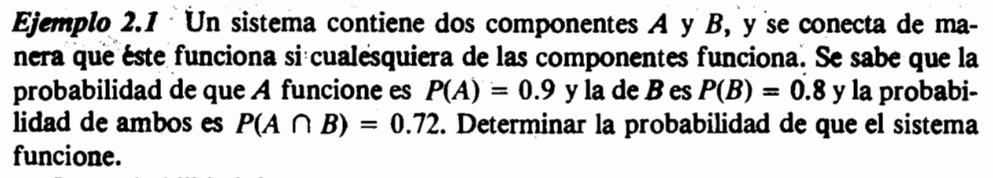 Ejemplo 2.1 Un sistema contiene dos componentes A y B, y se conecta de ma-
nera que éste funciona si cualesquiera de las componentes funciona. Se sabe que la
probabilidad de que A funcione es P(A) = 0.9 y la de B es P(B) = 0.8 y la probabi-
lidad de ambos es P(A ∩ B) = 0.72. Determinar la probabilidad de que el sistema
funcione.